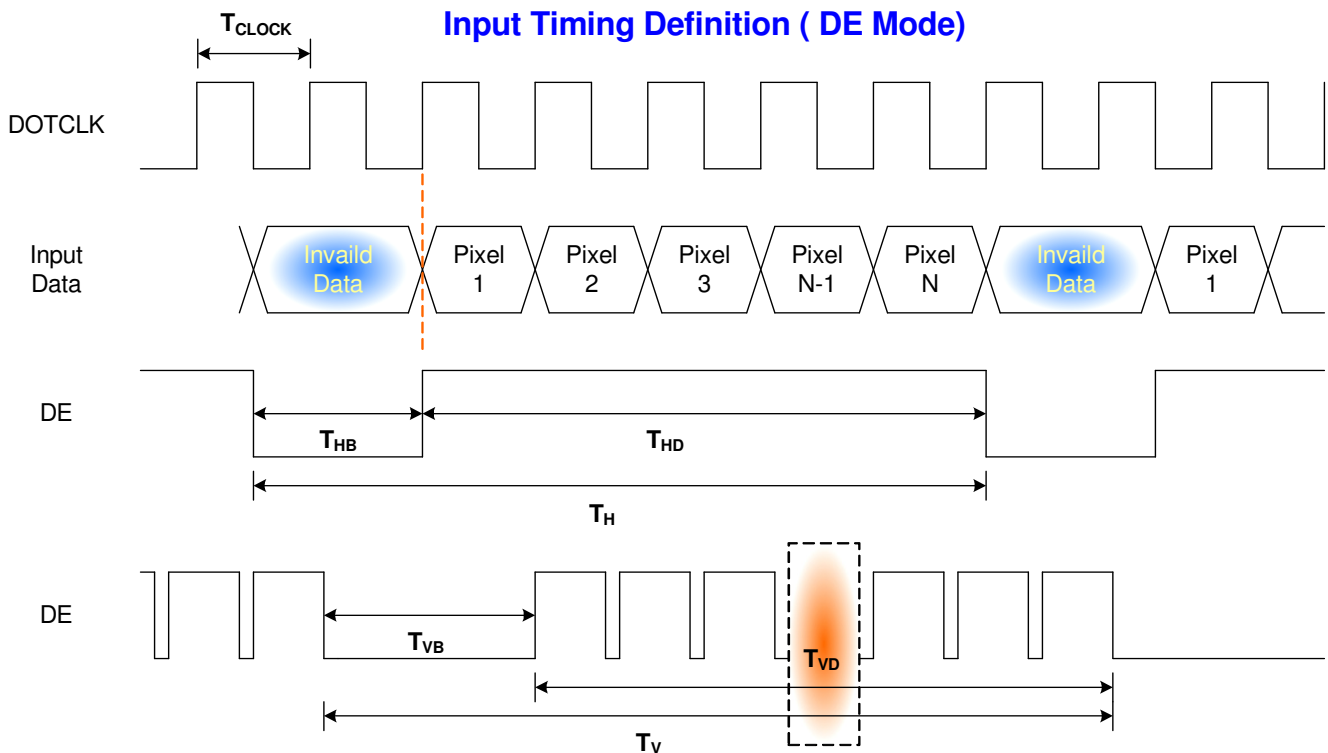 Input Timing Definition ( DE Mode)
TCLOCK
DOTCLK
Input
Data
Invaild
Data
Pixel
1
Pixel
2
Pixel
3
Pixel
N-1
Pixel
N
Invaild
Data
Pixel
1
DE
THB
THD
TH
DE
TVB
TVD
TV